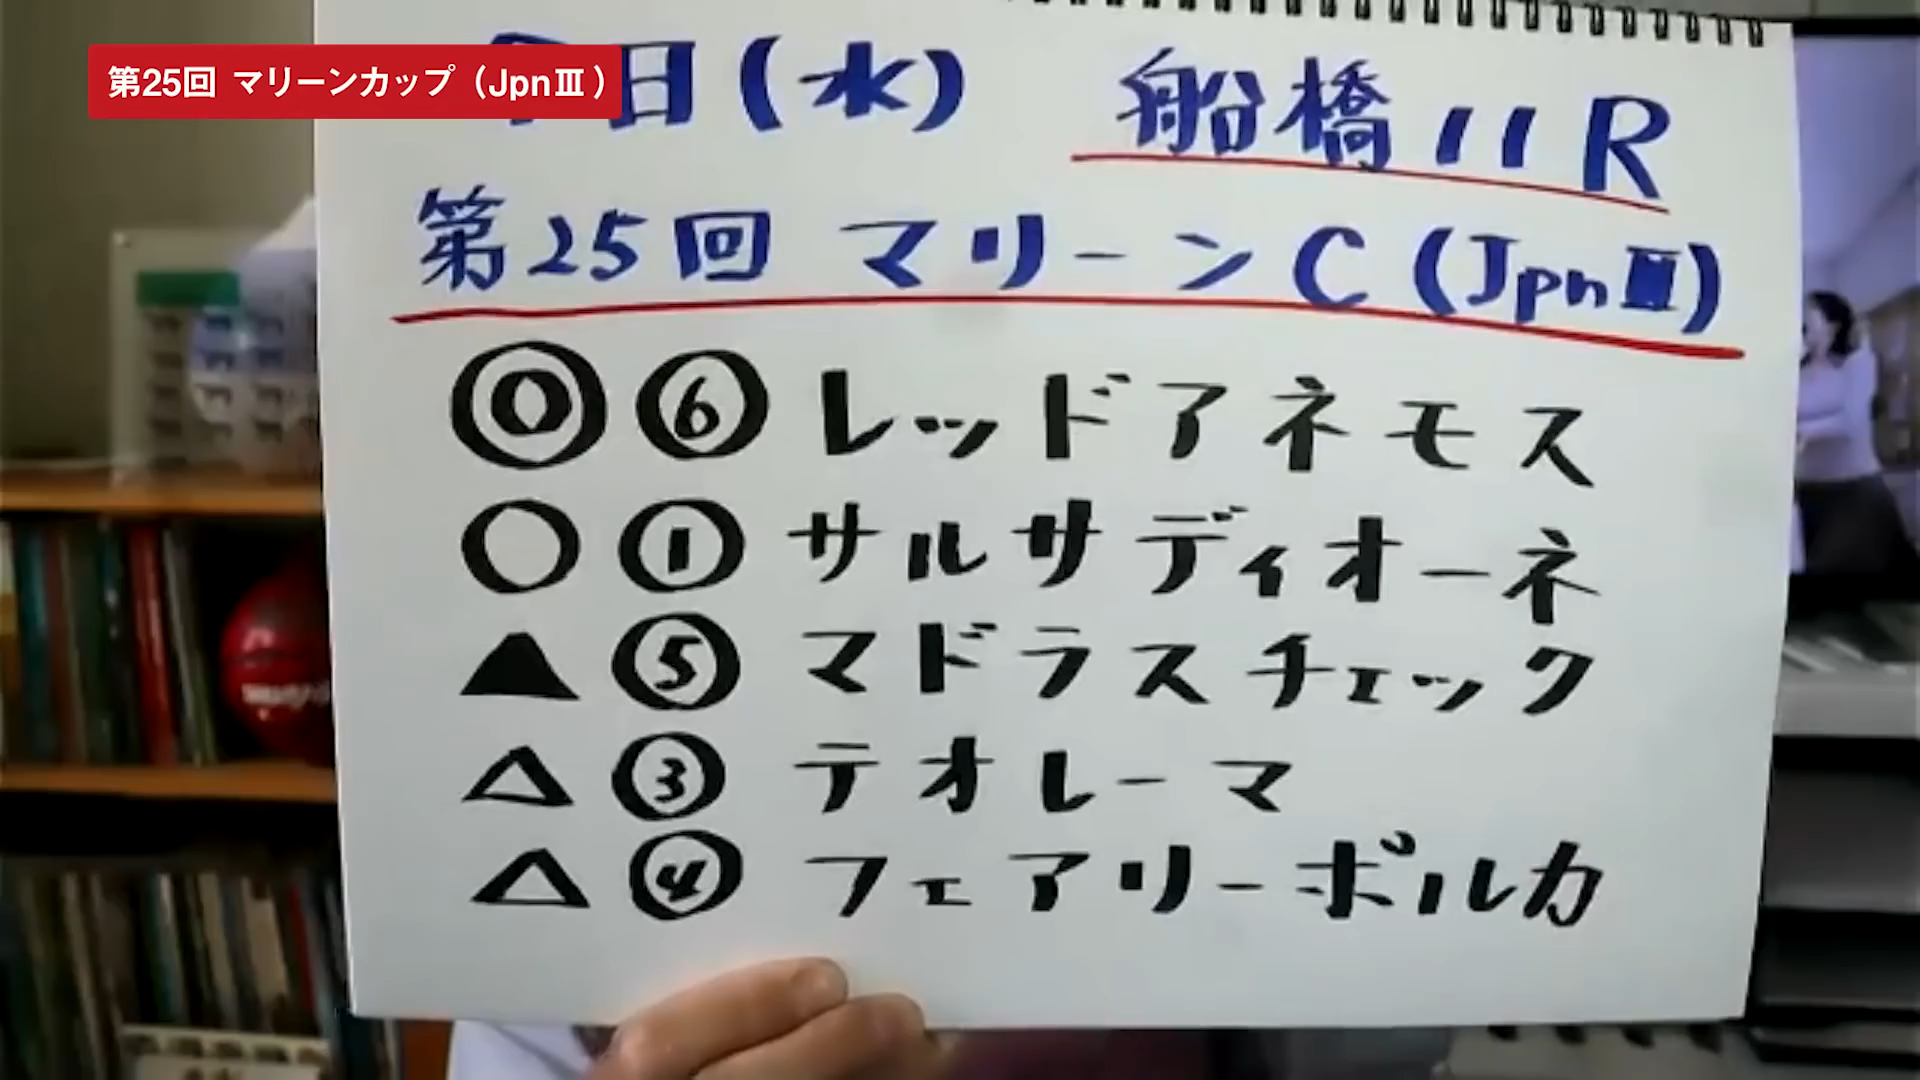 第25回 マリーンカップ（JpnⅢ）
日(水) 船橋11R
第25回 マリーンC(JpnⅢ)
◎⑥レッドアネモス
○①サルサディオーネ
▲⑤マドラスチェック
△③テオレーマ
△④フェアリーポルカ